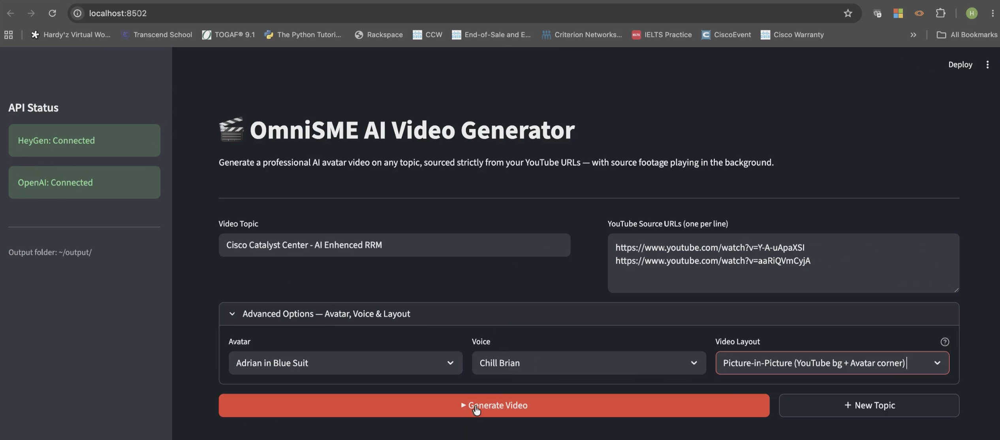 localhost:8502
H
Hardy'z Virtual Wo...
Transcend School
TOGAF® 9.1
The Python Tutori...
Rackspace
CISCO
CCW
CISCO
End-of-Sale and E...
Criterion Networks...
IELTS
IELTS Practice
CiscoEvent
CISCO
Cisco Warranty
All Bookmarks
Deploy
API Status
HeyGen: Connected
OpenAI: Connected
Output folder: ~/output/
OmniSME AI Video Generator
Generate a professional AI avatar video on any topic, sourced strictly from your YouTube URLs — with source footage playing in the background.
Video Topic
Cisco Catalyst Center - AI Enhenced RRM
YouTube Source URLs (one per line)
https://www.youtube.com/watch?v=Y-A-uApaXSI
https://www.youtube.com/watch?v=aaRiQVmCyjA
Advanced Options — Avatar, Voice & Layout
Avatar
Adrian in Blue Suit
Voice
Chill Brian
Video Layout
Picture-in-Picture (YouTube bg + Avatar corner)
Generate Video
+ New Topic